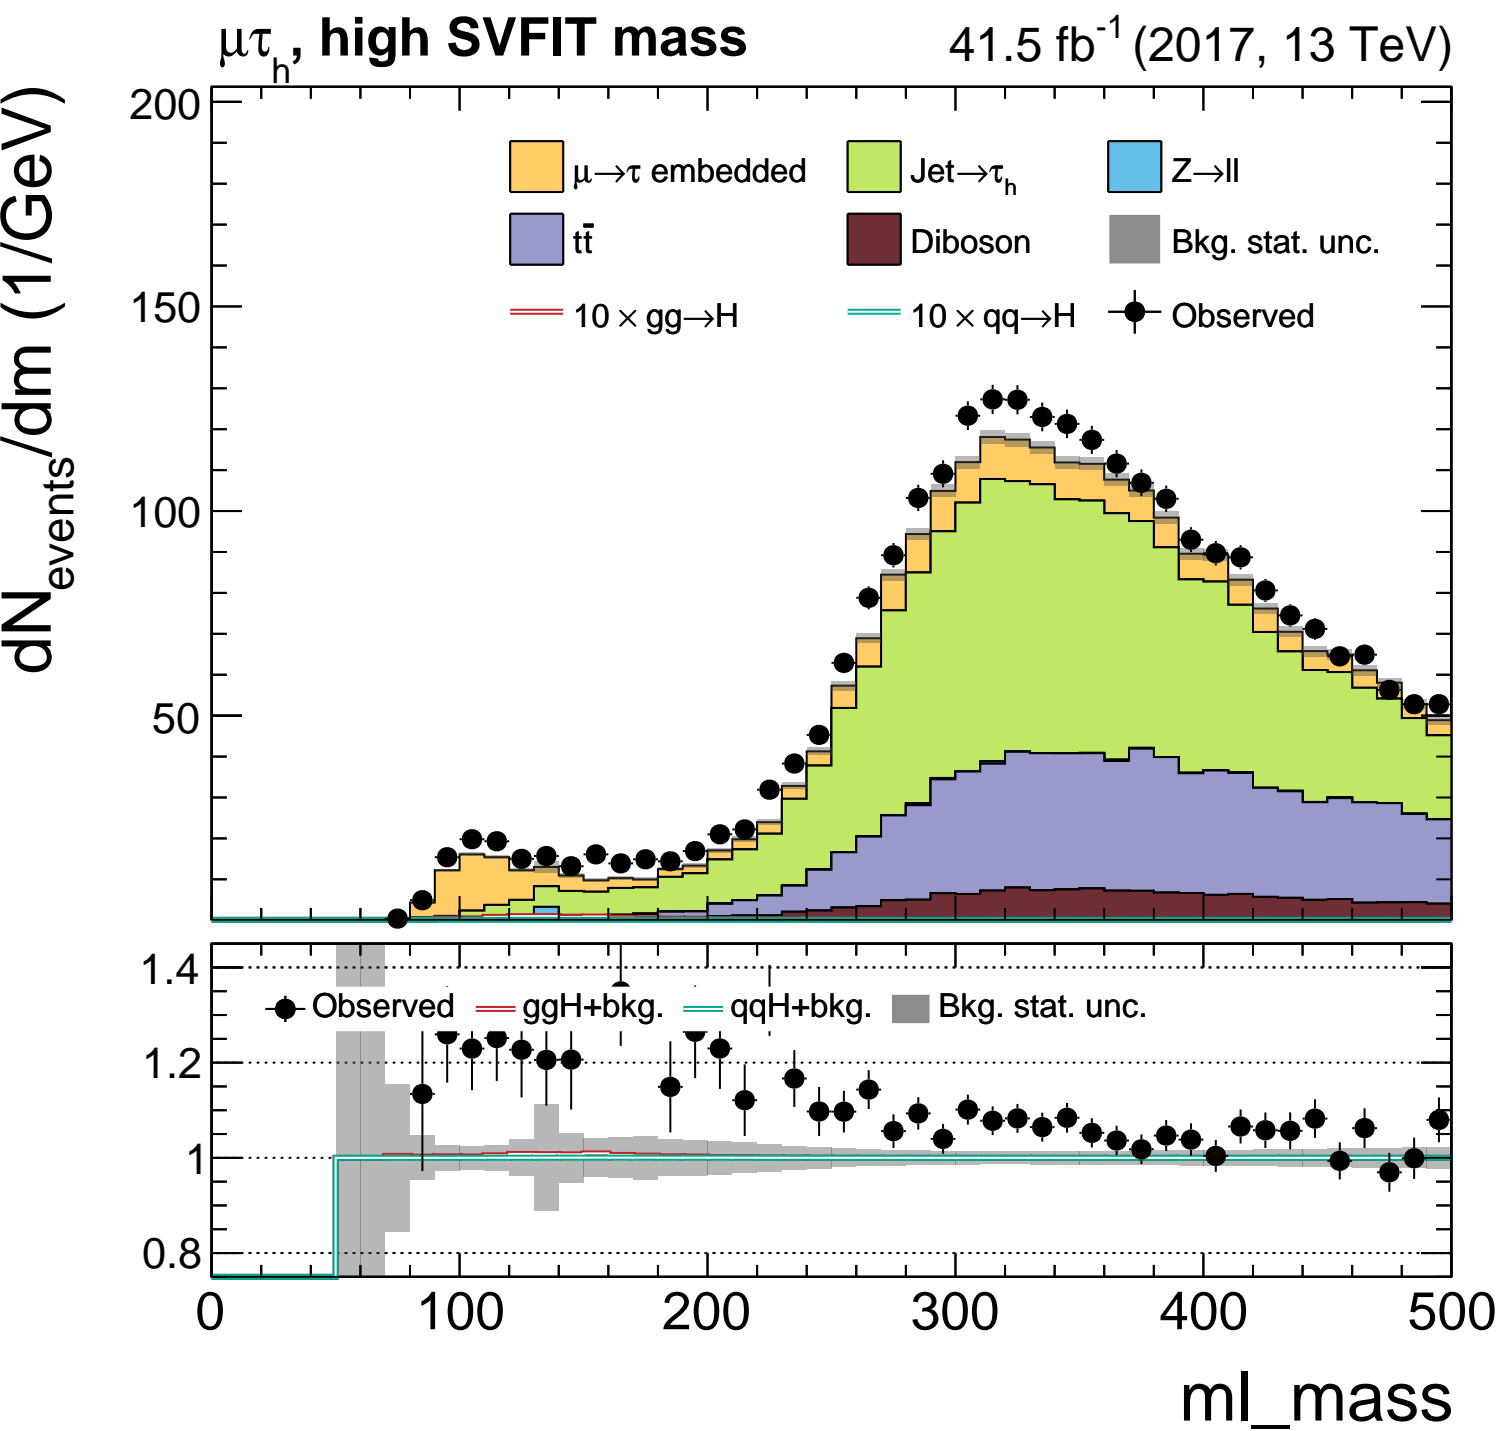 μτh, high SVFIT mass 41.5 fb-1 (2017, 13 TeV)
dNevents/dm (1/GeV)
200
150
100
50
μ→τ embedded Jet→τh Z→ll
tt̄ Diboson Bkg. stat. unc.
10 × gg→H 10 × qq→H Observed
1.4
1.2
1
0.8
Observed ggH+bkg. qqH+bkg. Bkg. stat. unc.
0 100 200 300 400 500
ml_mass